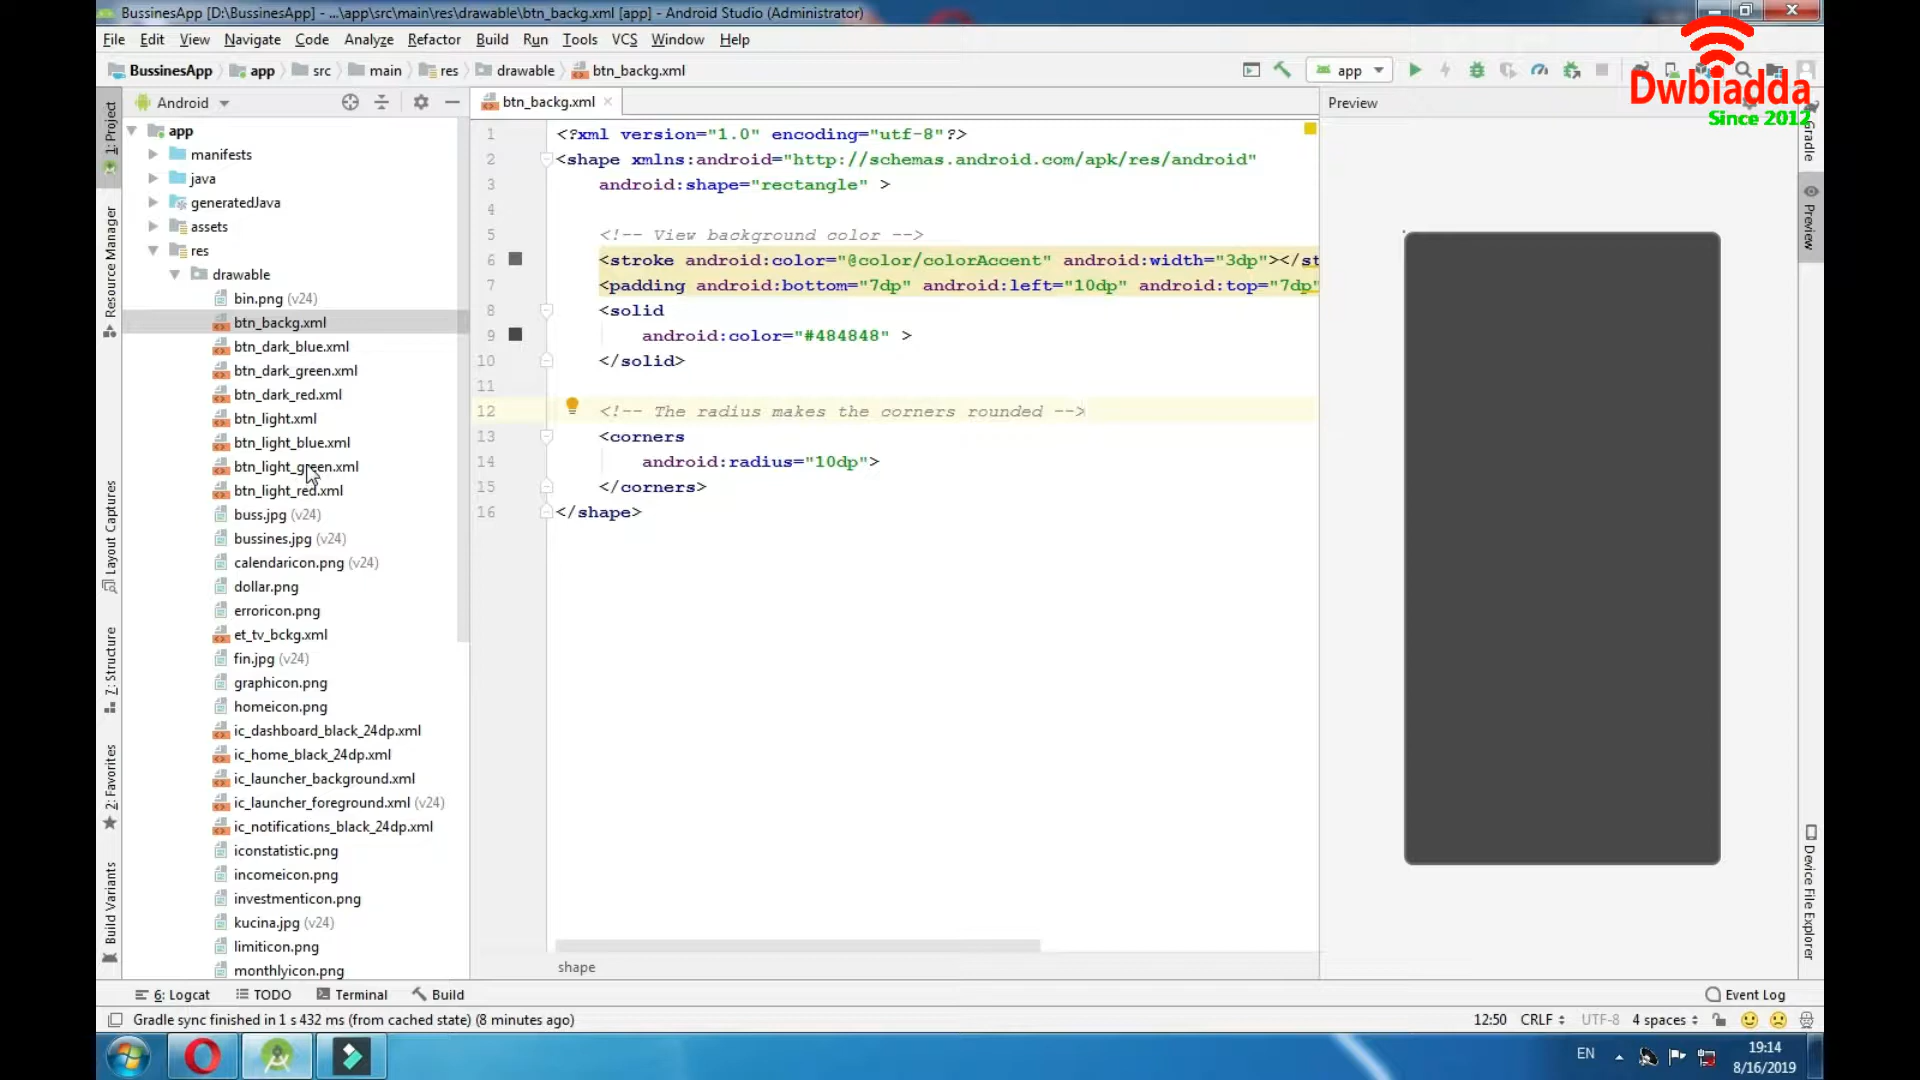 BussinesApp [D:\BussinesApp] - ...\app\src\main\res\drawable\btn_backg.xml [app] - Android Studio (Administrator)
File Edit View Navigate Code Analyze Refactor Build Run Tools VCS Window Help
BussinesApp app src main res drawable btn_backg.xml app
Dwbiadda
Since 2012
Android
btn_backg.xml
Preview
1: Project
Resource Manager
Layout Captures
7: Structure
2: Favorites
Build Variants
app
manifests
java
generatedJava
assets
res
drawable
bin.png (v24)
btn_backg.xml
btn_dark_blue.xml
btn_dark_green.xml
btn_dark_red.xml
btn_light.xml
btn_light_blue.xml
btn_light_green.xml
btn_light_red.xml
buss.jpg (v24)
bussines.jpg (v24)
calendaricon.png (v24)
dollar.png
erroricon.png
et_tv_bckg.xml
fin.jpg (v24)
graphicon.png
homeicon.png
ic_dashboard_black_24dp.xml
ic_home_black_24dp.xml
ic_launcher_background.xml
ic_launcher_foreground.xml (v24)
ic_notifications_black_24dp.xml
iconstatistic.png
incomeicon.png
investmenticon.png
kucina.jpg (v24)
limiticon.png
monthlyicon.png
1 <?xml version="1.0" encoding="utf-8"?>
2 <shape xmlns:android="http://schemas.android.com/apk/res/android"
3 android:shape="rectangle" >
4
5 <!-- View background color -->
6 <stroke android:color="@color/colorAccent" android:width="3dp"></st
7 <padding android:bottom="7dp" android:left="10dp" android:top="7dp"
8 <solid
9 android:color="#484848" >
10 </solid>
11
12 <!-- The radius makes the corners rounded -->
13 <corners
14 android:radius="10dp">
15 </corners>
16 </shape>
shape
Gradle
Preview
Device File Explorer
6: Logcat TODO Terminal Build Event Log
Gradle sync finished in 1 s 432 ms (from cached state) (8 minutes ago) 12:50 CRLF UTF-8 4 spaces
EN 19:14
8/16/2019